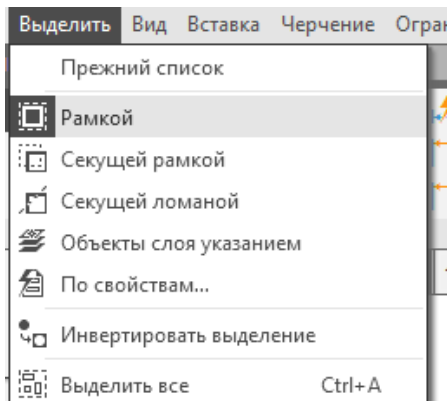 Выделить Вид Вставка Черчение
Прежний список
Рамкой
Секущей рамкой
Секущей ломаной
Объекты слоя указанием
По свойствам...
Инвертировать выделение
Выделить все Ctrl+A